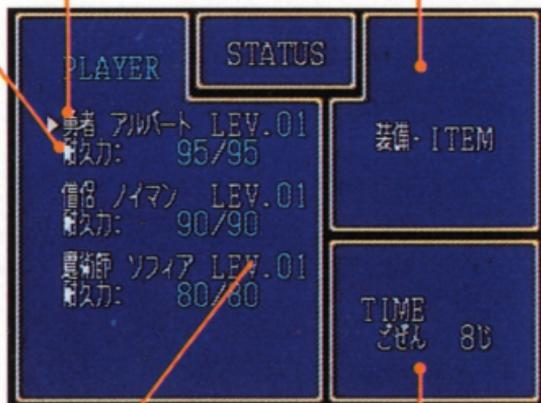 STATUS
PLAYER
勇者 アルバート LEV.01
耐久力: 95/95
僧侶 ノイマン LEV.01
耐久力: 90/90
魔術師 ソフィア LEV.01
耐久力: 80/80
装備・ITEM
TIME
ごぜん 8じ